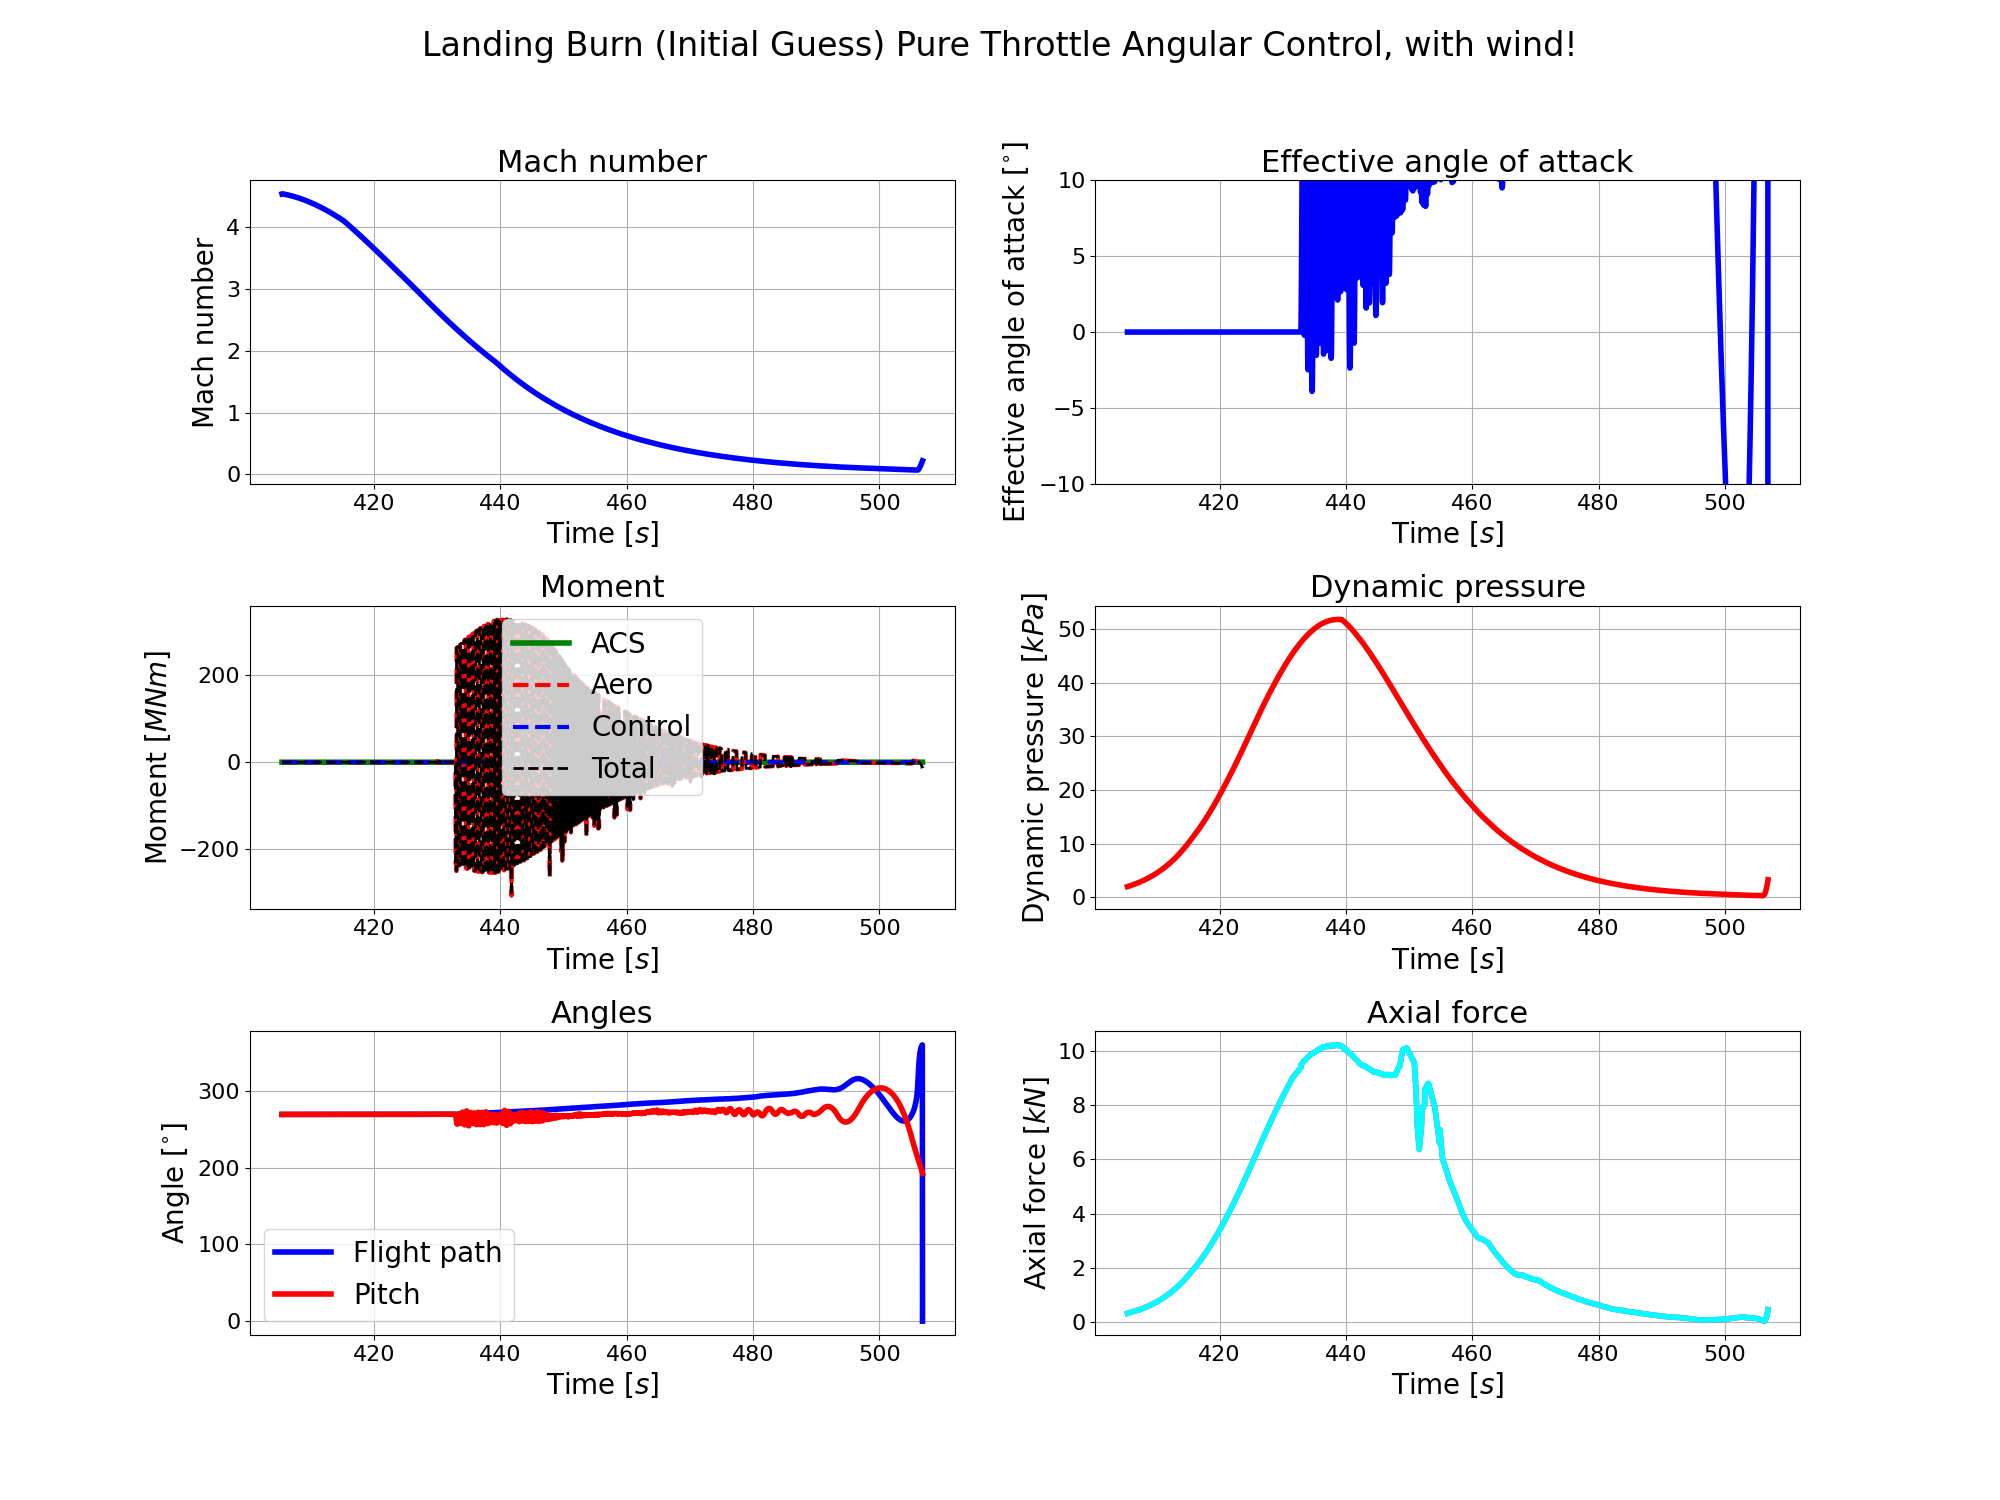 Landing Burn (Initial Guess) Pure Throttle Angular Control, with wind!
Mach number
Mach number
4
3
2
1
0
420 440 460 480 500
Time [s]
Effective angle of attack
Effective angle of attack [°]
10
5
0
−5
−10
420 440 460 480 500
Time [s]
Moment
Moment [MNm]
200
0
−200
ACS
Aero
Control
Total
420 440 460 480 500
Time [s]
Dynamic pressure
Dynamic pressure [kPa]
50
40
30
20
10
0
420 440 460 480 500
Time [s]
Angles
Angle [°]
300
200
100
0
Flight path
Pitch
420 440 460 480 500
Time [s]
Axial force
Axial force [kN]
10
8
6
4
2
0
420 440 460 480 500
Time [s]